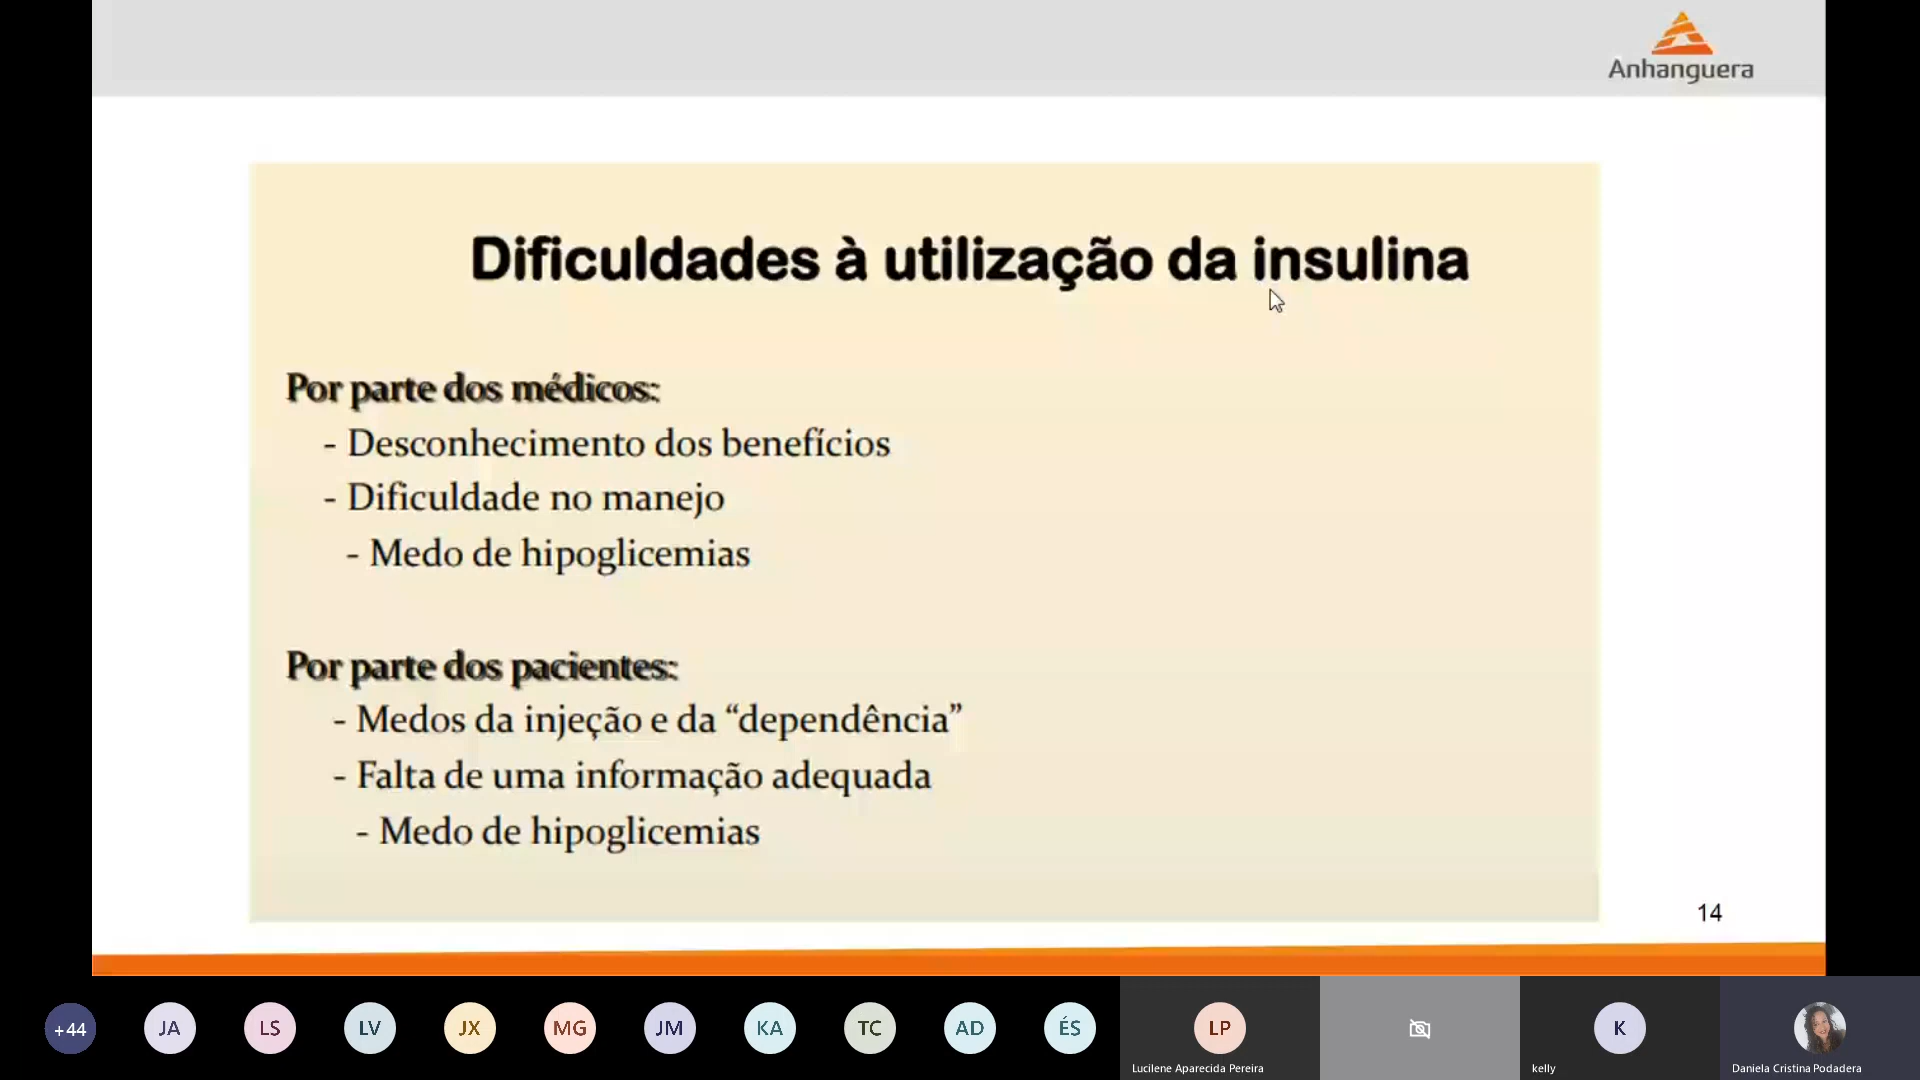 Anhanguera
Dificuldades à utilização da insulina
Por parte dos médicos:
- Desconhecimento dos benefícios
- Dificuldade no manejo
- Medo de hipoglicemias
Por parte dos pacientes:
- Medos da injeção e da “dependência”
- Falta de uma informação adequada
- Medo de hipoglicemias
14
+44 JA LS LV JX MG JM KA TC AD ÉS LP K
Lucilene Aparecida Pereira kelly Daniela Cristina Podadera